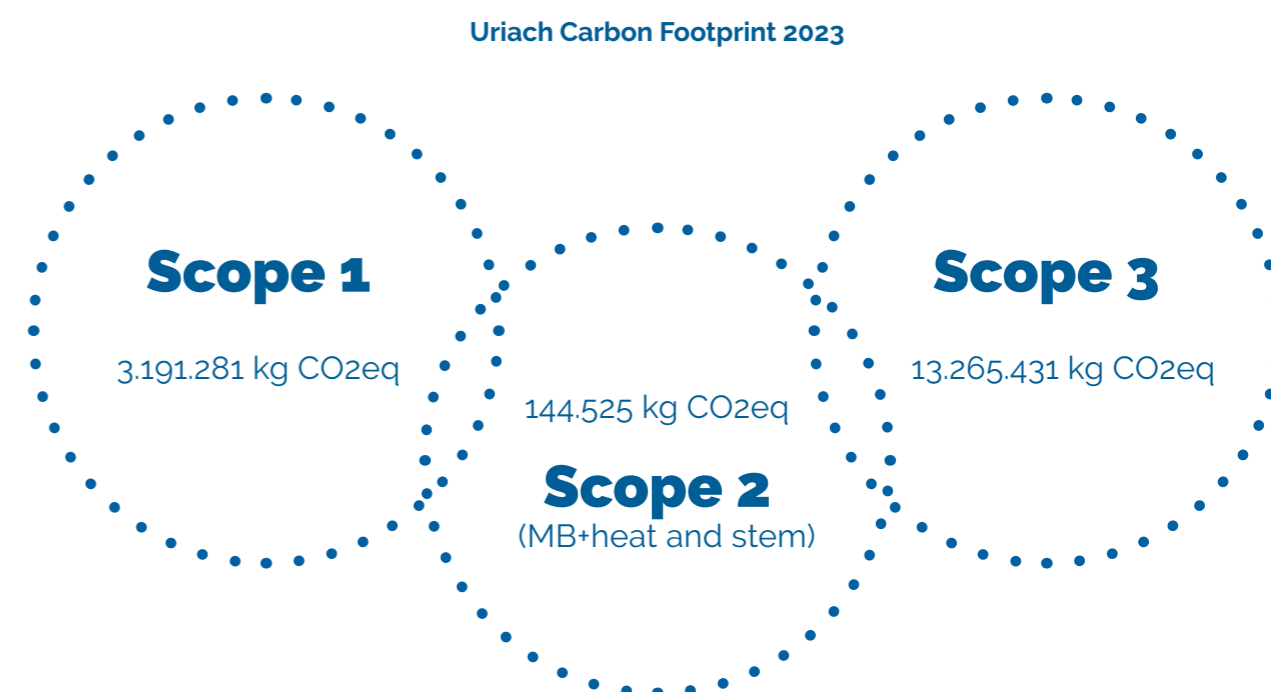 Uriach Carbon Footprint 2023
Scope 1
3.191.281 kg CO2eq
144.525 kg CO2eq
Scope 2
(MB+heat and stem)
Scope 3
13.265.431 kg CO2eq